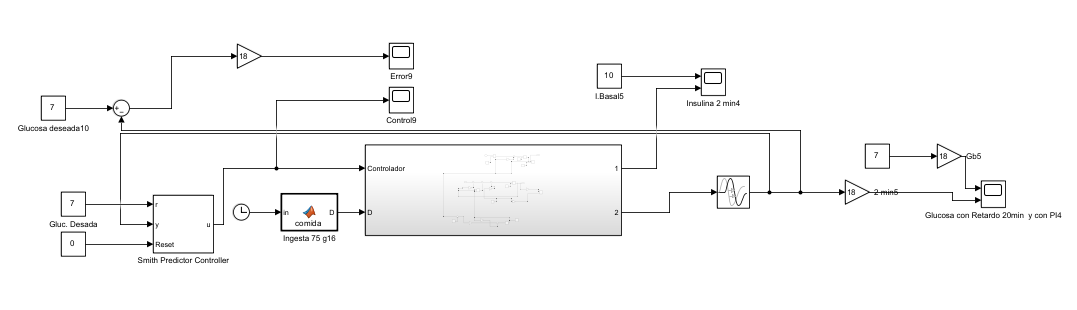 18
Error9
7
Glucosa deseada10
Control9
10
I.Basal5
Insulina 2 min4
7
18
Gb5
Controlador
1
7
Gluc. Desada
0
r
y
Reset
u
Smith Predictor Controller
in
D
comida
Ingesta 75 g16
D
2
18
2 min5
Glucosa con Retardo 20min y con PI4